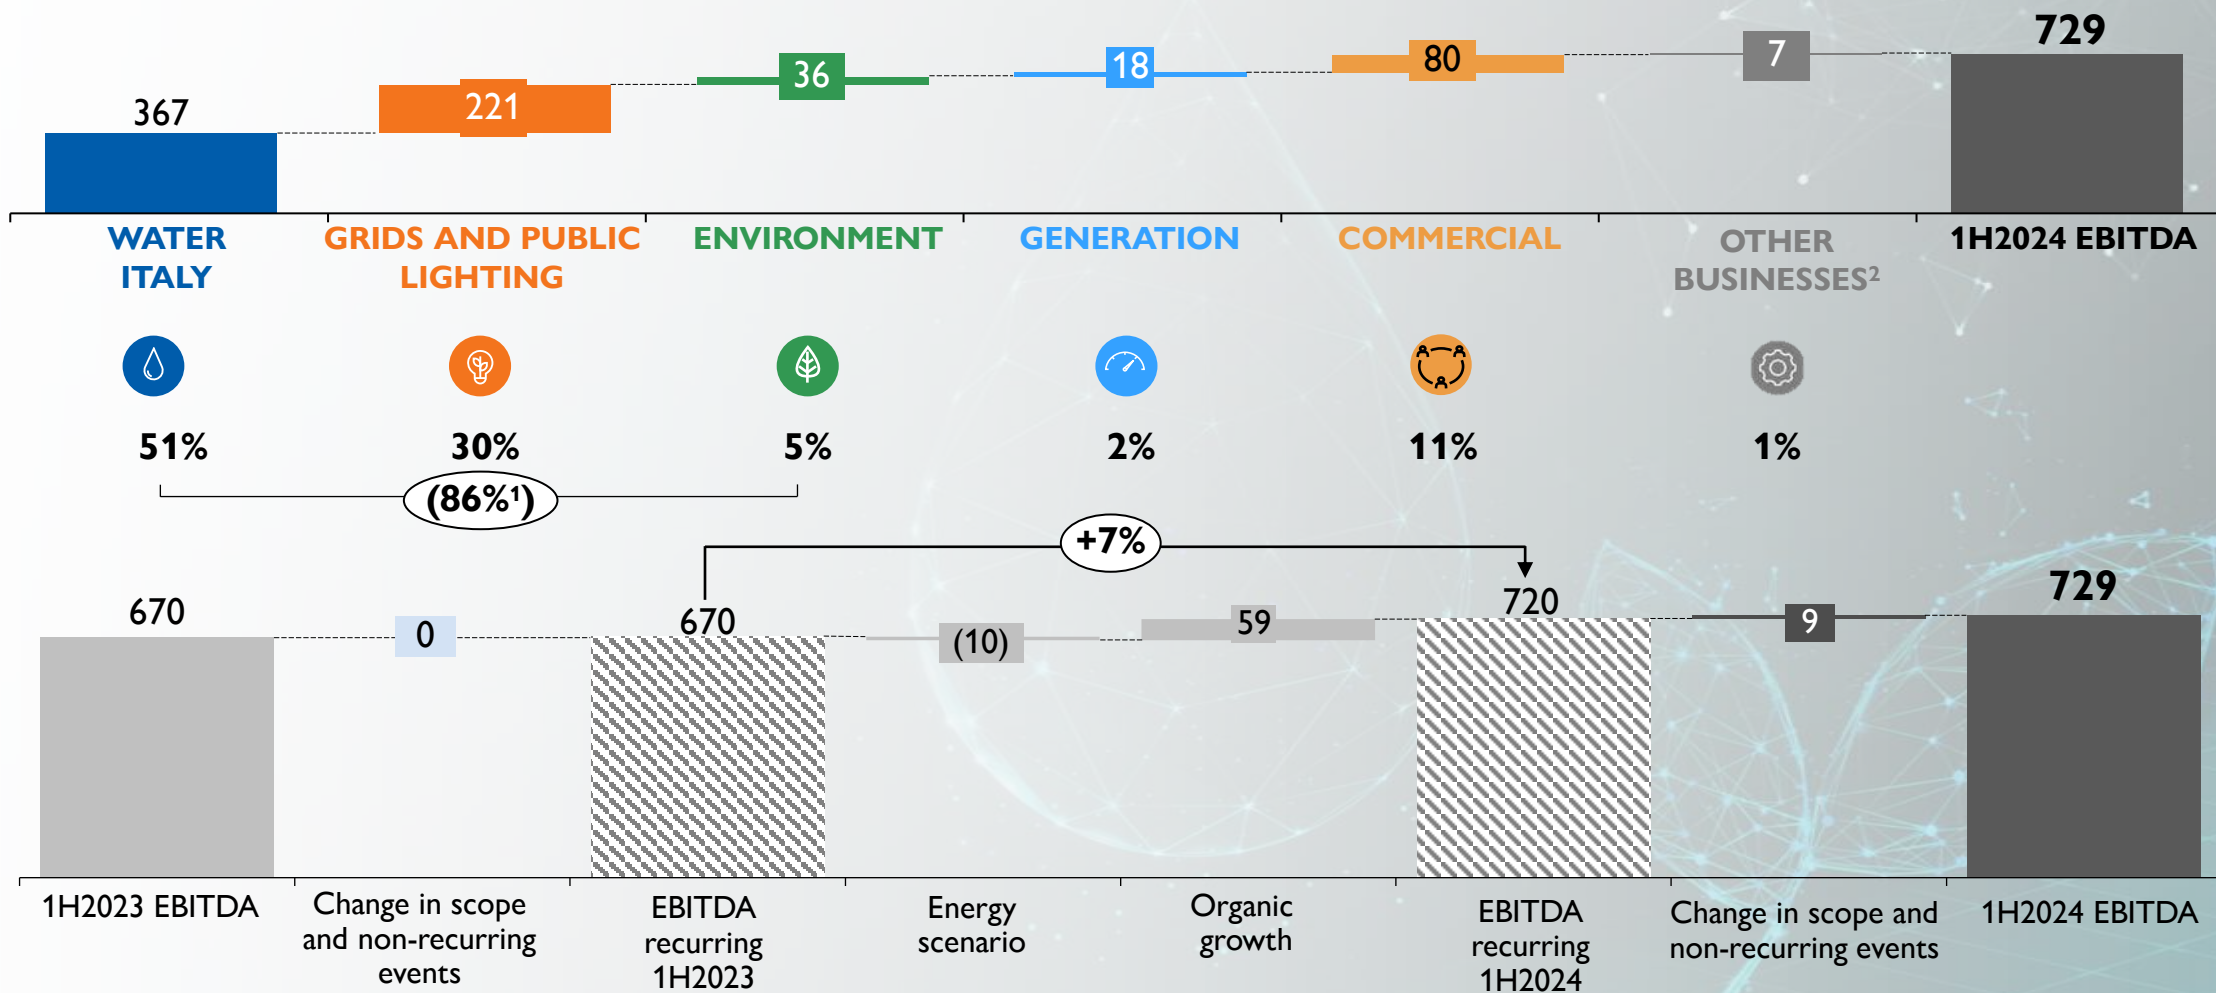 729
7
80
18
36
221
367
WATER
ITALY
GRIDS AND PUBLIC
LIGHTING
ENVIRONMENT
GENERATION
COMMERCIAL
OTHER
BUSINESSES²
1H2024 EBITDA
51%
30%
5%
2%
11%
1%
(86%¹)
+7%
670
0
670
(10)
59
720
9
729
1H2023 EBITDA
Change in scope
and non-recurring
events
EBITDA
recurring
1H2023
Energy
scenario
Organic
growth
EBITDA
recurring
1H2024
Change in scope and
non-recurring events
1H2024 EBITDA